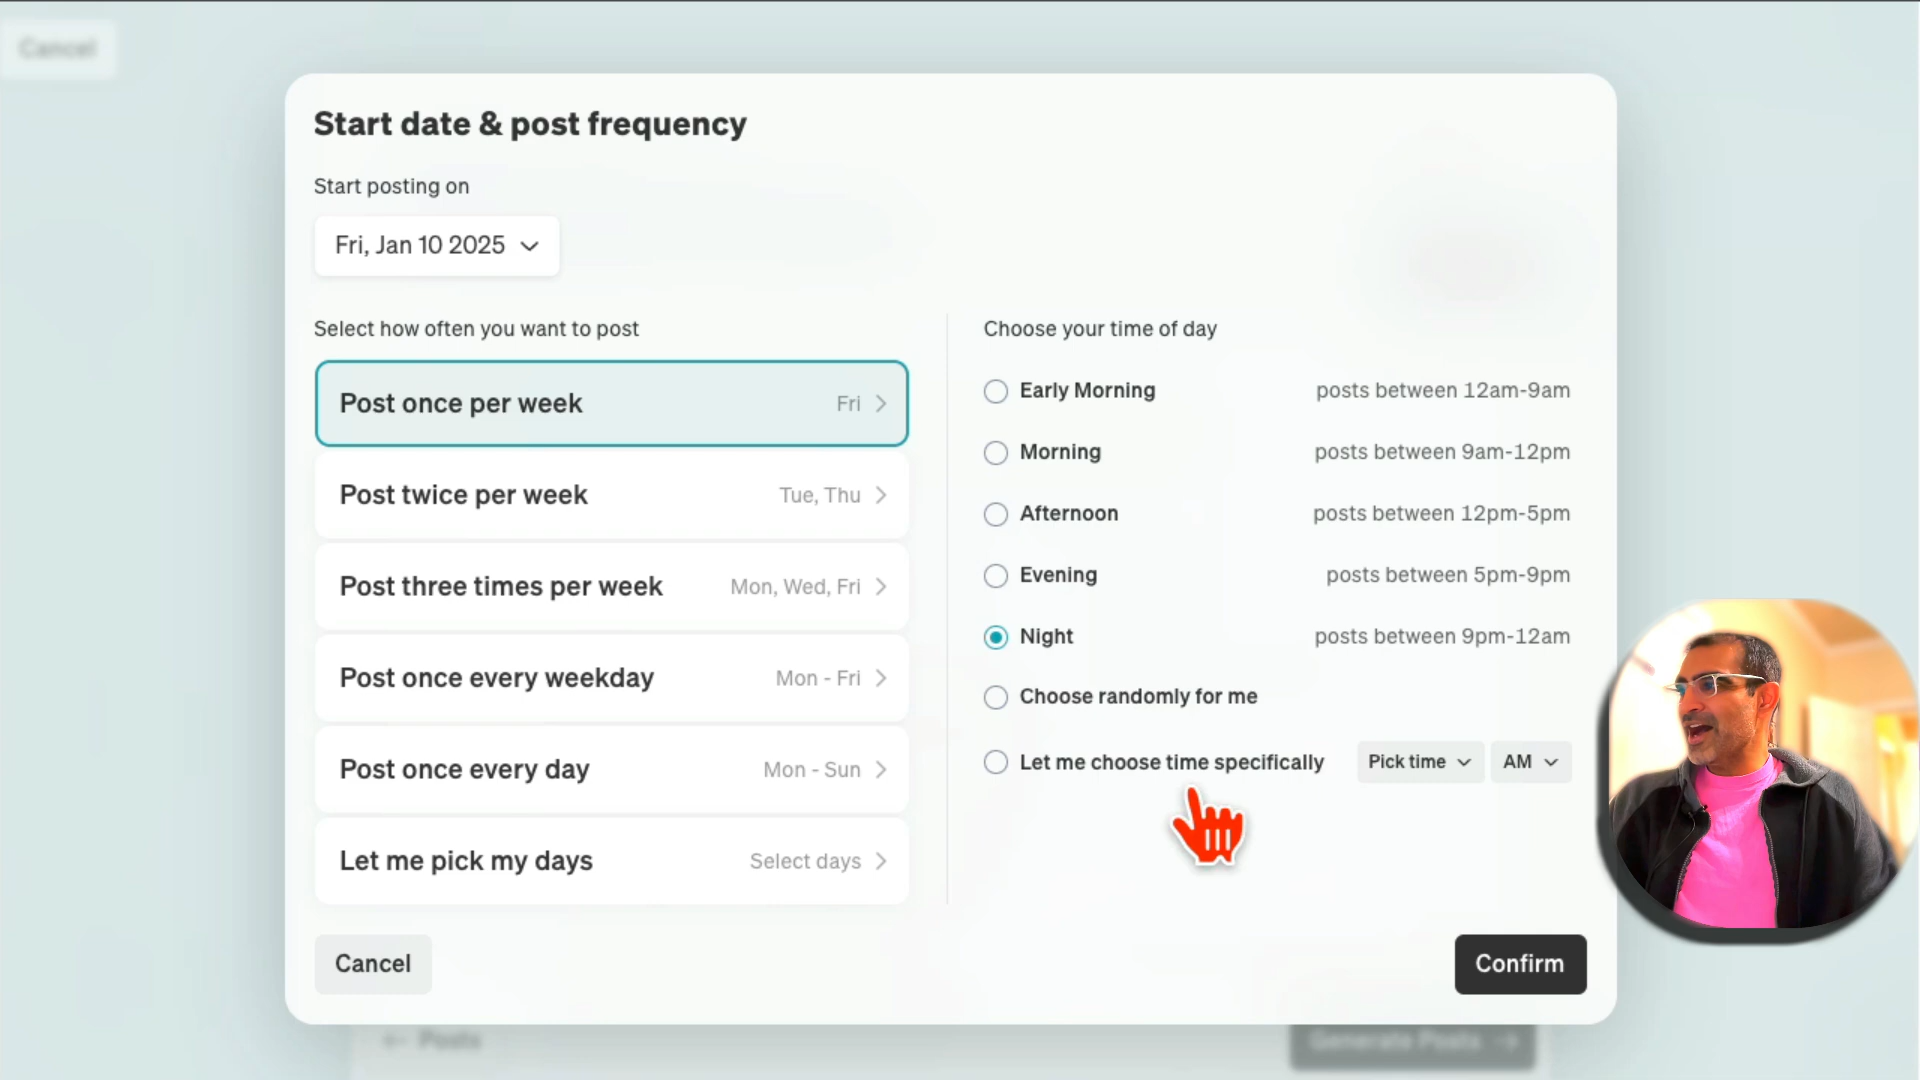 Cancel
Start date & post frequency
Start posting on
Fri, Jan 10 2025
Select how often you want to post
Post once per week Fri
Post twice per week Tue, Thu
Post three times per week Mon, Wed, Fri
Post once every weekday Mon - Fri
Post once every day Mon - Sun
Let me pick my days Select days
Choose your time of day
Early Morning posts between 12am-9am
Morning posts between 9am-12pm
Afternoon posts between 12pm-5pm
Evening posts between 5pm-9pm
Night posts between 9pm-12am
Choose randomly for me
Let me choose time specifically Pick time AM
Cancel
Confirm
Posts
Generate Posts